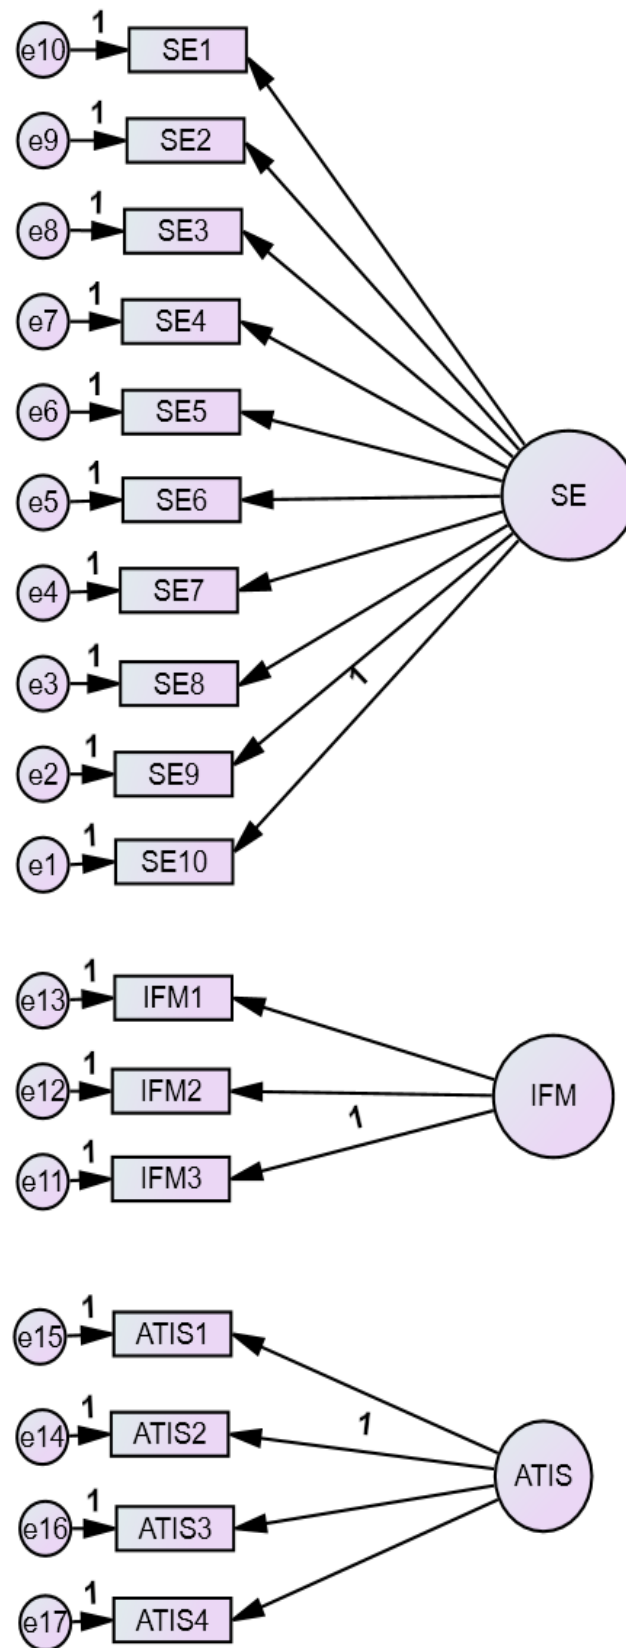 1
e10 SE1
1
e9 SE2
1
e8 SE3
1
e7 SE4
1
e6 SE5
SE
1
e5 SE6
1
e4 SE7
1
e3 SE8
1
1
e2 SE9
1
e1 SE10
1
e13 IFM1
1
e12 IFM2
IFM
1
1
e11 IFM3
1
e15 ATIS1
1
1
e14 ATIS2
ATIS
1
e16 ATIS3
1
e17 ATIS4